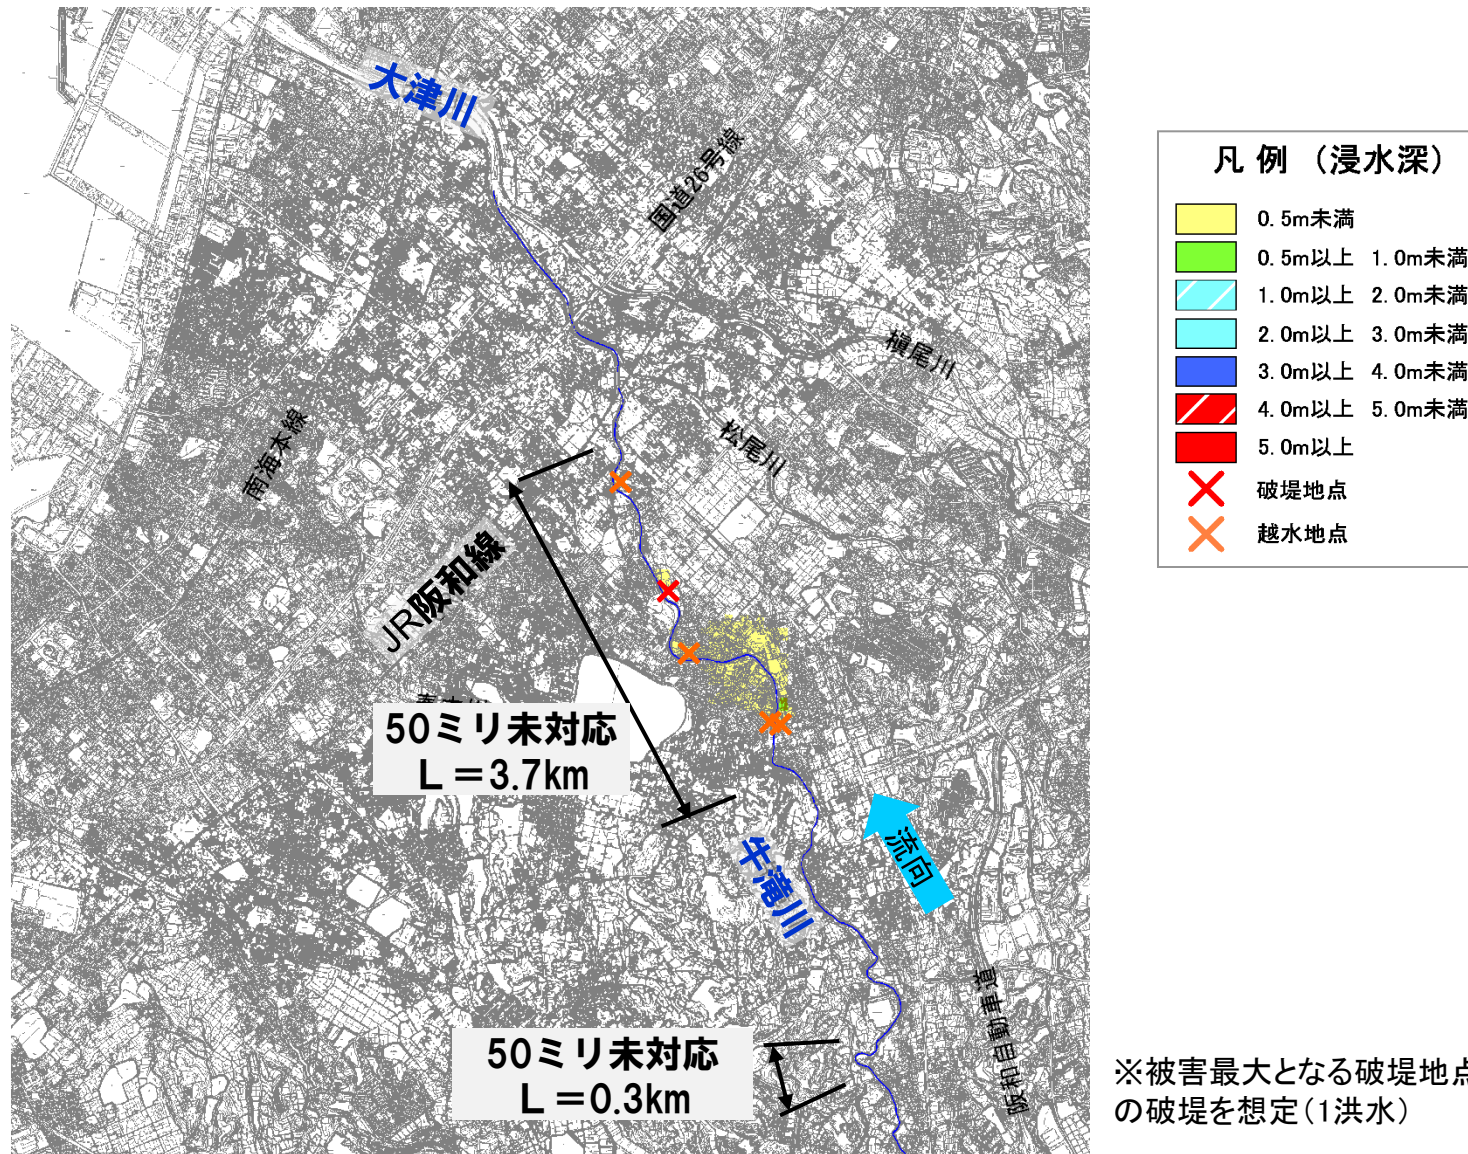 大津川
国道26号線
槇尾川
松尾川
南海本線
JR阪和線
50ミリ未対応
L=3.7km
牛滝川
流向
阪和自動車道
50ミリ未対応
L=0.3km
凡 例 (浸水深)
0.5m未満
0.5m以上 1.0m未満
1.0m以上 2.0m未満
2.0m以上 3.0m未満
3.0m以上 4.0m未満
4.0m以上 5.0m未満
5.0m以上
破堤地点
越水地点
※被害最大となる破堤地点
の破堤を想定(1洪水)